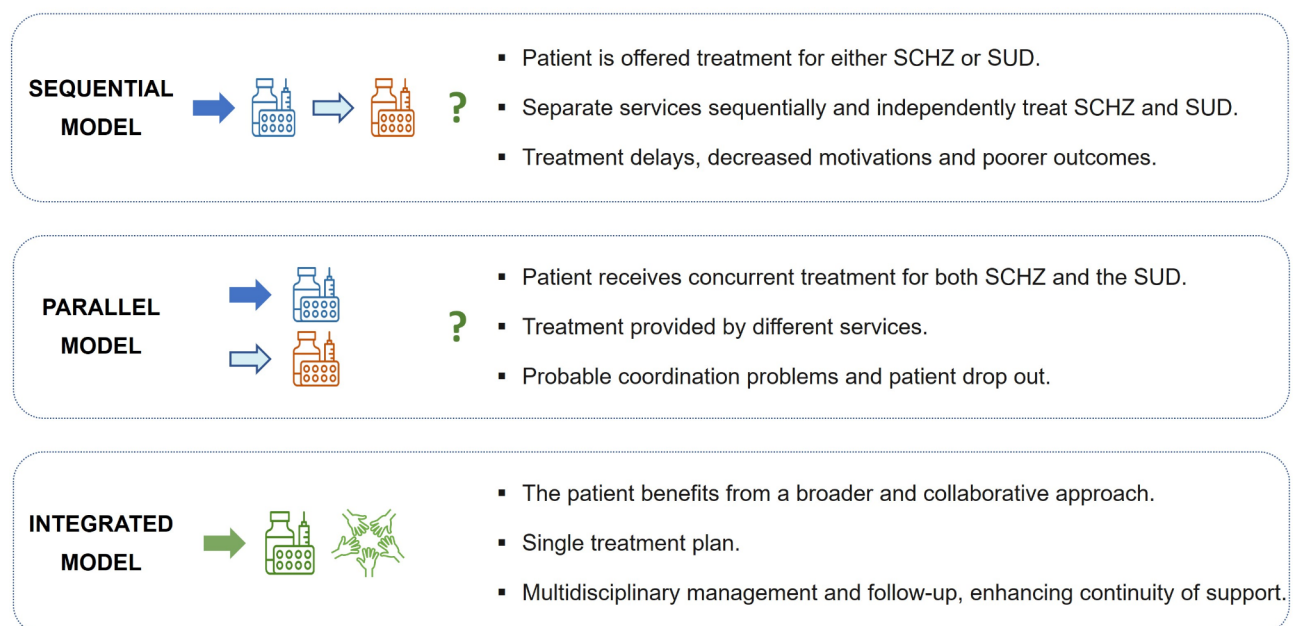 SEQUENTIAL
MODEL
?
▪ Patient is offered treatment for either SCHZ or SUD.
▪ Separate services sequentially and independently treat SCHZ and SUD.
▪ Treatment delays, decreased motivations and poorer outcomes.
PARALLEL
MODEL
?
▪ Patient receives concurrent treatment for both SCHZ and the SUD.
▪ Treatment provided by different services.
▪ Probable coordination problems and patient drop out.
INTEGRATED
MODEL
▪ The patient benefits from a broader and collaborative approach.
▪ Single treatment plan.
▪ Multidisciplinary management and follow-up, enhancing continuity of support.